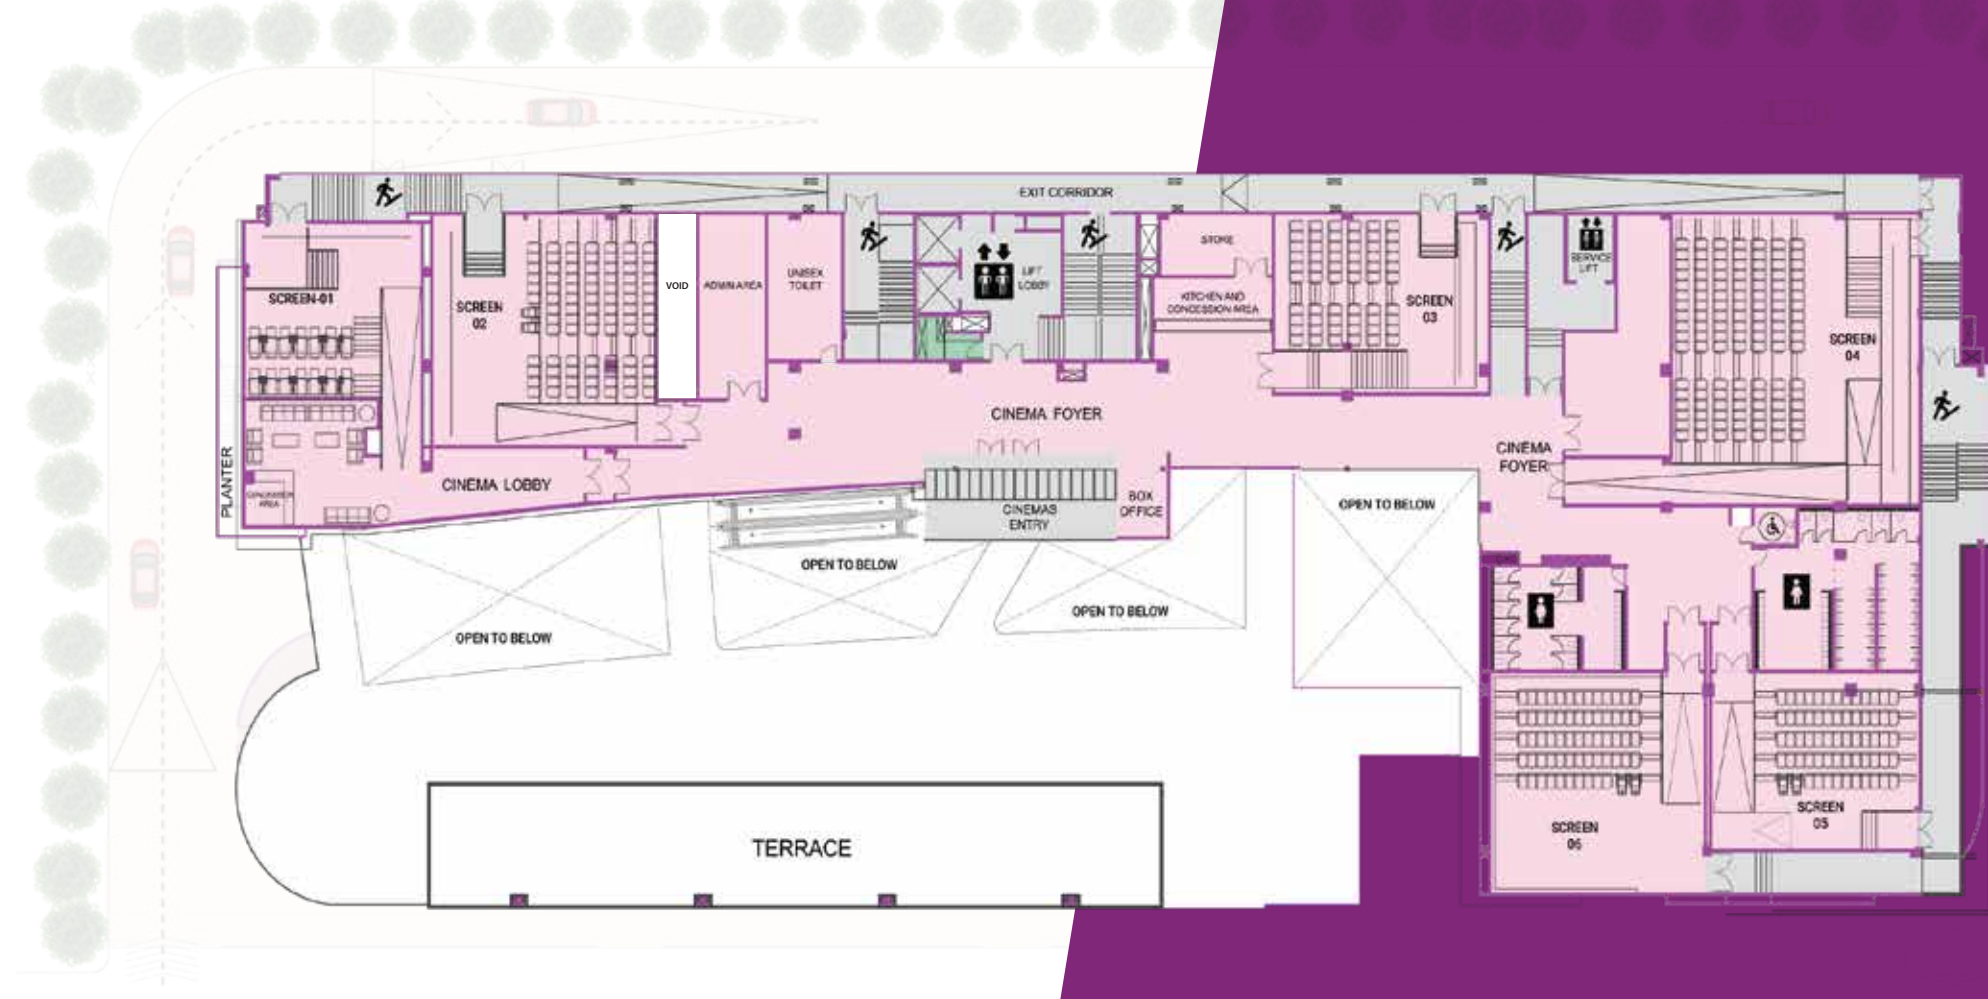 EXIT CORRIDOR
SCREEN-01
SCREEN
02
VOID
ADMIN AREA
UNISEX
TOILET
LIFT
LOBBY
STORE
KITCHEN AND
CONCESSION AREA
SCREEN
03
SERVICE
LIFT
SCREEN
04
PLANTER
CONCESSION
AREA
CINEMA LOBBY
CINEMA FOYER
CINEMAS
ENTRY
BOX
OFFICE
CINEMA
FOYER
OPEN TO BELOW
OPEN TO BELOW
OPEN TO BELOW
OPEN TO BELOW
SCREEN
06
SCREEN
05
TERRACE